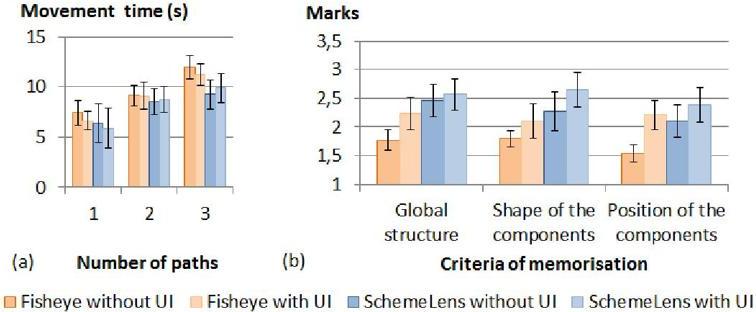 Movement time (s)
15
10
5
0
1 2 3
(a) Number of paths
Marks
3,5
3
2,5
2
1,5
1
Global structure
Shape of the components
Position of the components
(b) Criteria of memorisation
Fisheye without UI Fisheye with UI SchemeLens without UI SchemeLens with UI